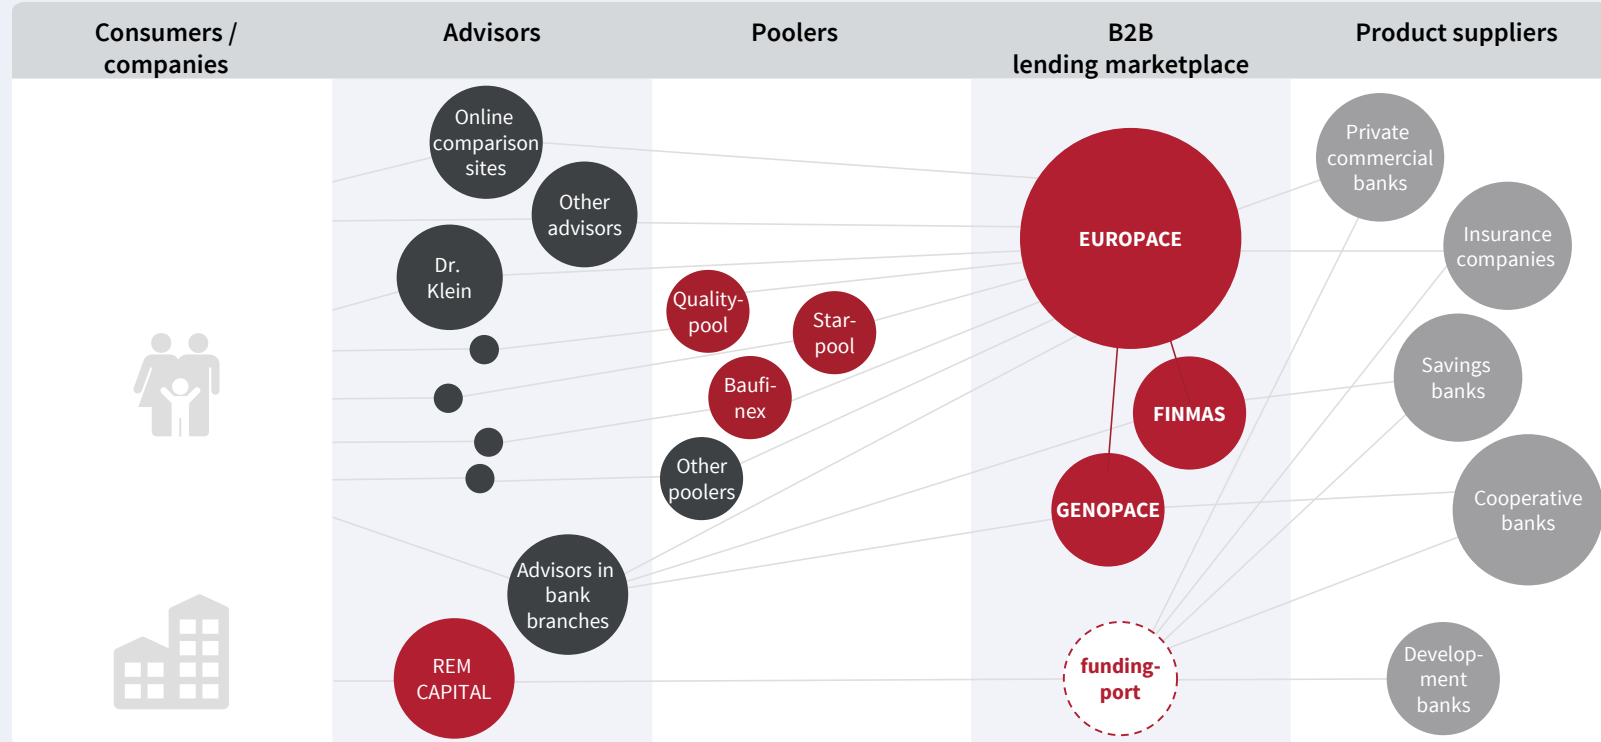 Consumers /
companies
Advisors
Poolers
B2B
lending marketplace
Product suppliers
Online
comparison
sites
Other
advisors
Dr.
Klein
Advisors in
bank
branches
REM
CAPITAL
Quality-
pool
Star-
pool
Baufi-
nex
Other
poolers
EUROPACE
FINMAS
GENOPACE
funding-
port
Private
commercial
banks
Insurance
companies
Savings
banks
Cooperative
banks
Develop-
ment
banks